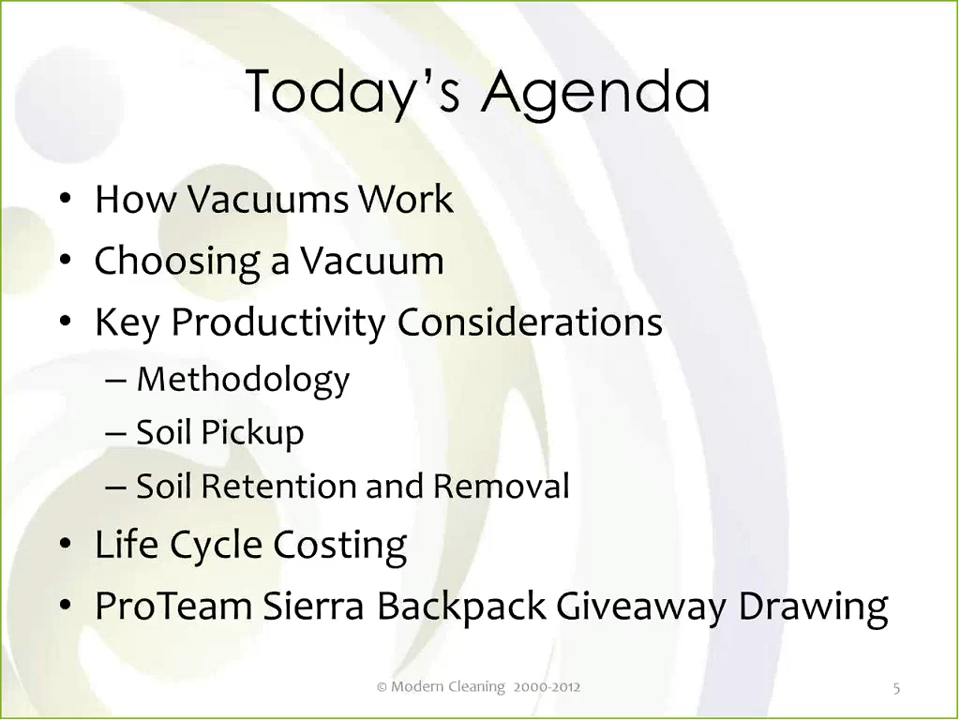 Today's Agenda
• How Vacuums Work
• Choosing a Vacuum
• Key Productivity Considerations
– Methodology
– Soil Pickup
– Soil Retention and Removal
• Life Cycle Costing
• ProTeam Sierra Backpack Giveaway Drawing
© Modern Cleaning 2000-2012
5